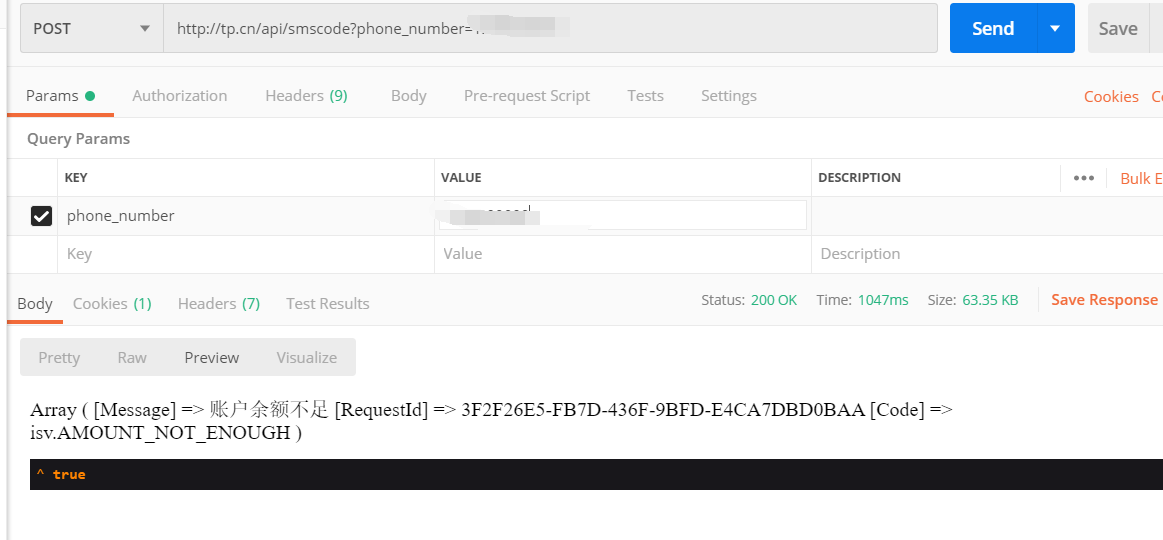 POST
http://tp.cn/api/smscode?phone_number=
Send
Save
Params
Authorization
Headers (9)
Body
Pre-request Script
Tests
Settings
Cookies
Query Params
KEY
VALUE
DESCRIPTION
Bulk E
phone_number
Key
Value
Description
Body
Cookies (1)
Headers (7)
Test Results
Status: 200 OK
Time: 1047ms
Size: 63.35 KB
Save Response
Pretty
Raw
Preview
Visualize
Array ( [Message] => 账户余额不足 [RequestId] => 3F2F26E5-FB7D-436F-9BFD-E4CA7DBD0BAA [Code] =>
isv.AMOUNT_NOT_ENOUGH )
^ true